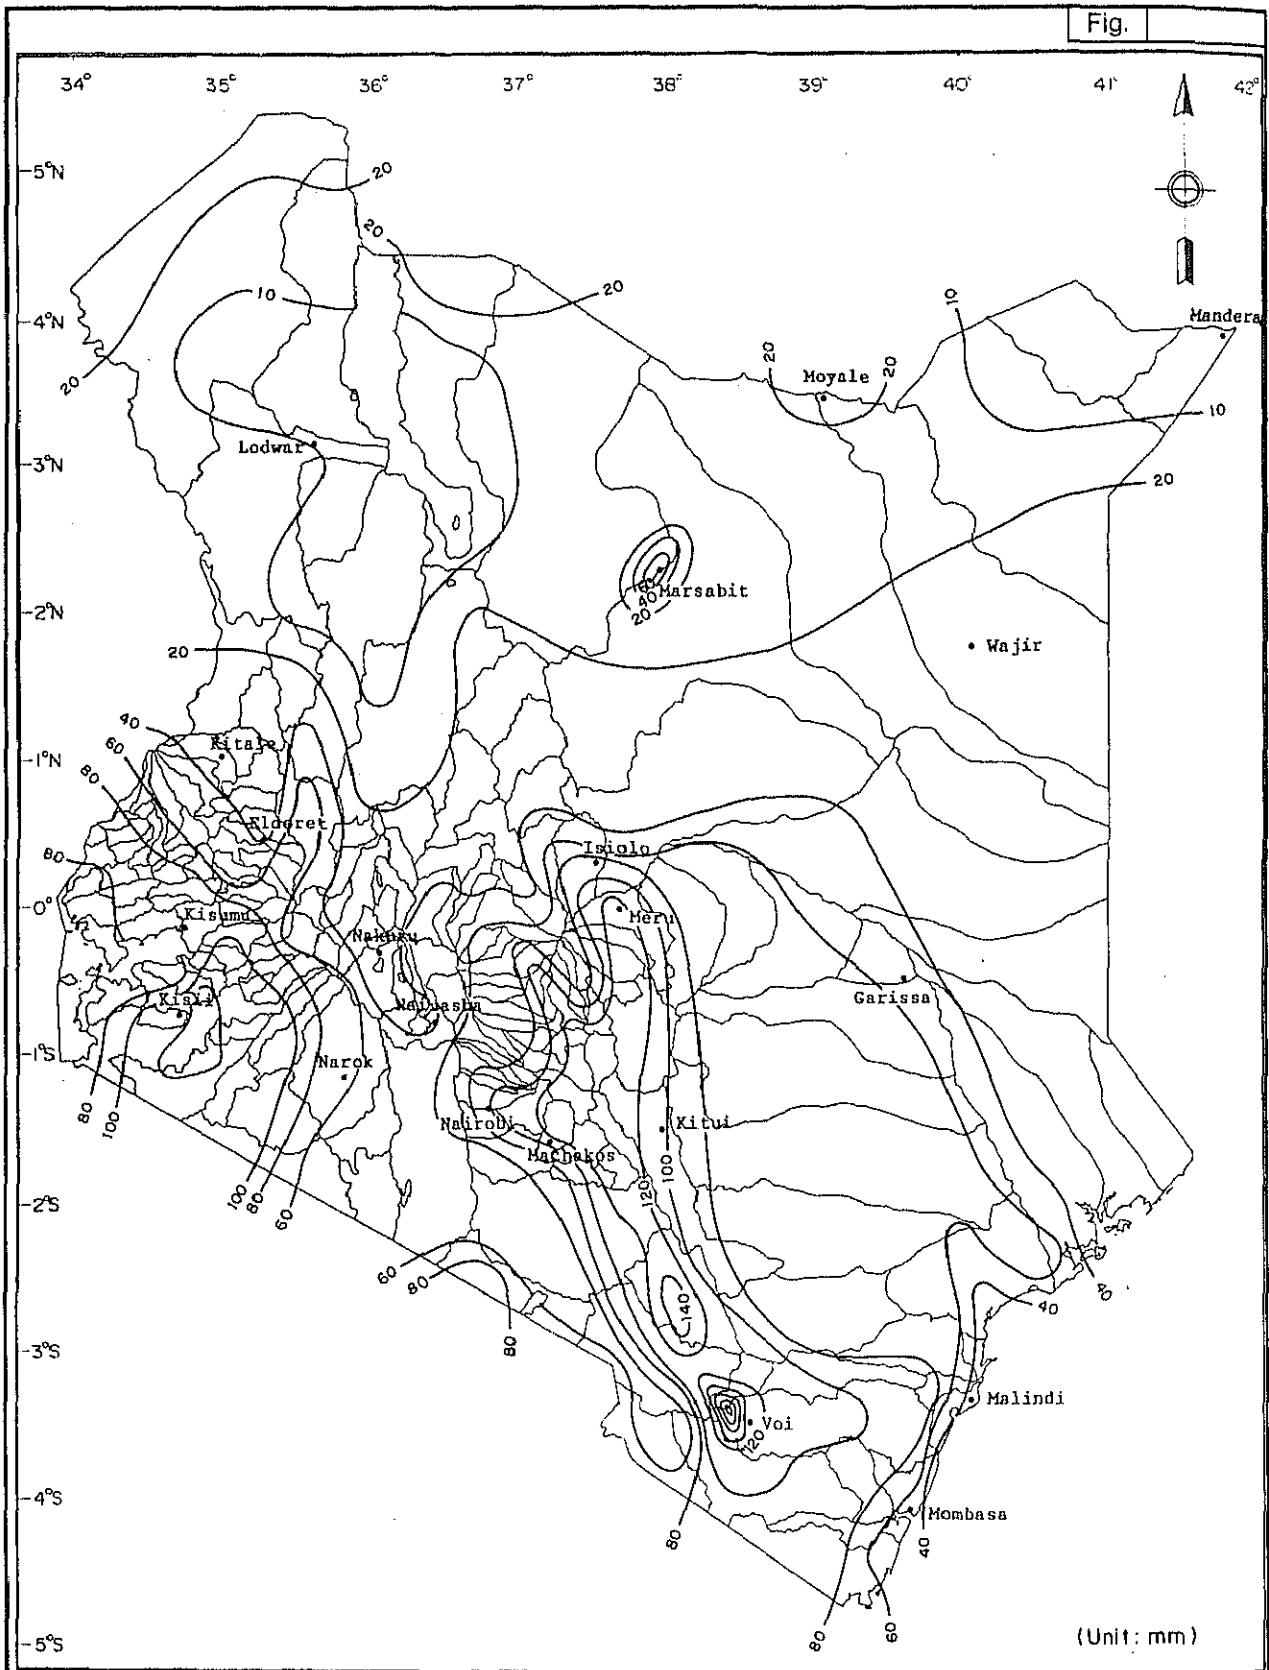 Fig.
34° 35° 36° 37° 38° 39° 40° 41° 42°
5°N
20
20
20
10
20
10
4°N
Mandera
20
20
20
Moyale
10
Lodwar
3°N
20
Marsabit
40
20
2°N
Wajir
20
40
Kitale
60
1°N
80
Eldoret
80
Isiolo
0°
Meru
Kisumu
Nakuru
Garissa
Kisii
Naivasha
1°S
Narok
80
100
Nairobi
Kitui
Machakos
100
120
100
80
60
2°S
60
80
40
40
140
80
3°S
Malindi
Voi
120
4°S
Mombasa
80
40
80
60
(Unit: mm)
5°S